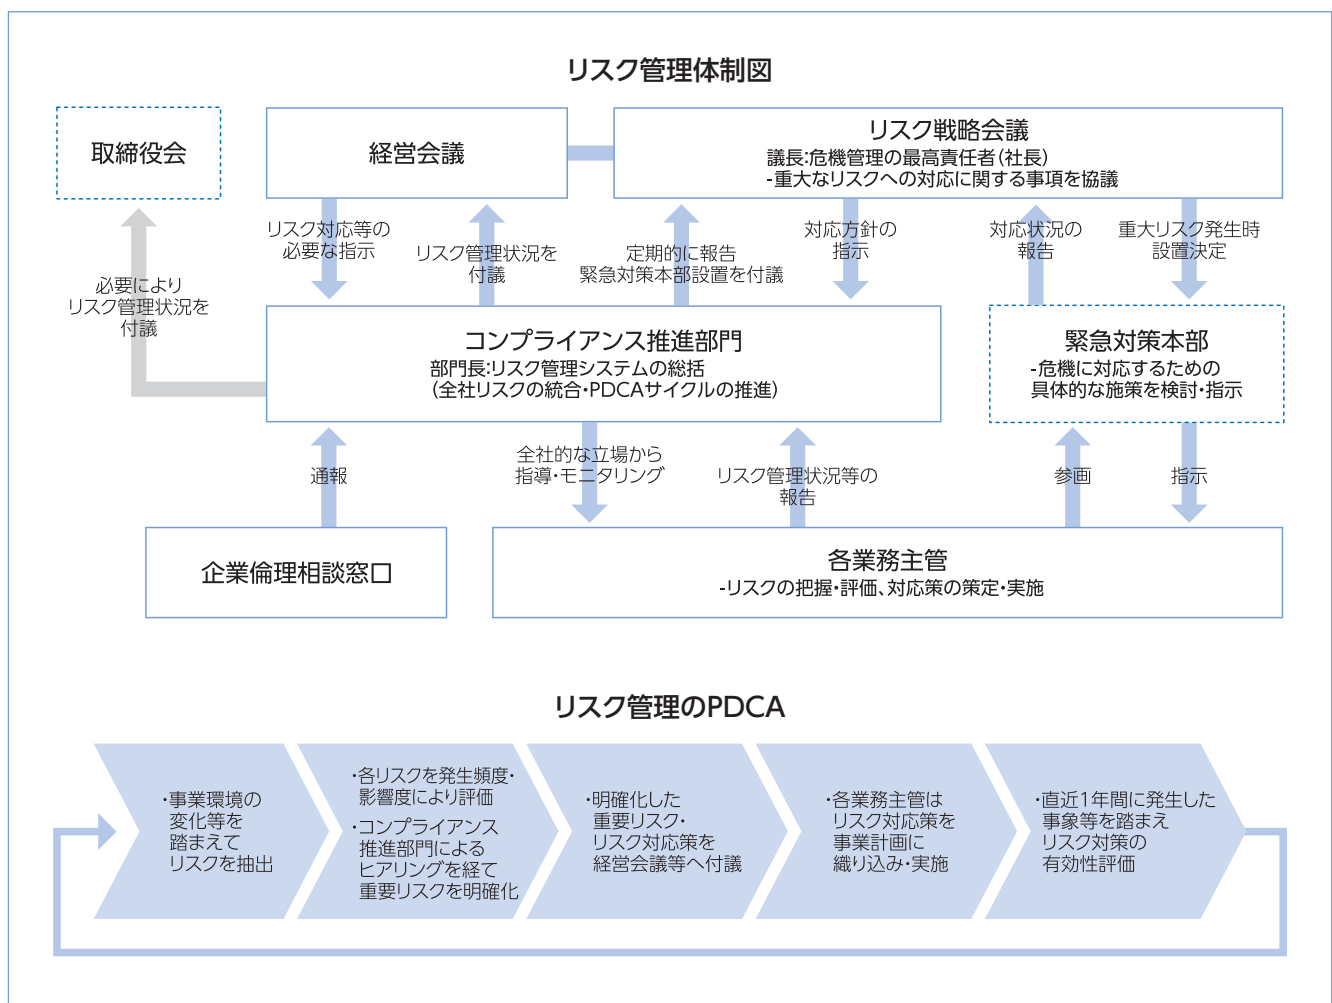 リスク管理体制図
取締役会
経営会議
リスク戦略会議
議長:危機管理の最高責任者(社長)
-重大なリスクへの対応に関する事項を協議
リスク対応等の
必要な指示
リスク管理状況を
付議
定期的に報告
緊急対策本部設置を付議
対応方針の
指示
対応状況の
報告
重大リスク発生時
設置決定
必要により
リスク管理状況を
付議
コンプライアンス推進部門
部門長:リスク管理システムの総括
(全社リスクの統合・PDCAサイクルの推進)
緊急対策本部
-危機に対応するための
具体的な施策を検討・指示
通報
全社的な立場から
指導・モニタリング
リスク管理状況等の
報告
参画
指示
企業倫理相談窓口
各業務主管
-リスクの把握・評価、対応策の策定・実施
リスク管理のPDCA
・事業環境の
変化等を
踏まえて
リスクを抽出
・各リスクを発生頻度・
影響度により評価
・コンプライアンス
推進部門による
ヒアリングを経て
重要リスクを明確化
・明確化した
重要リスク・
リスク対応策を
経営会議等へ付議
・各業務主管は
リスク対応策を
事業計画に
織り込み・実施
・直近1年間に発生した
事象等を踏まえ
リスク対策の
有効性評価